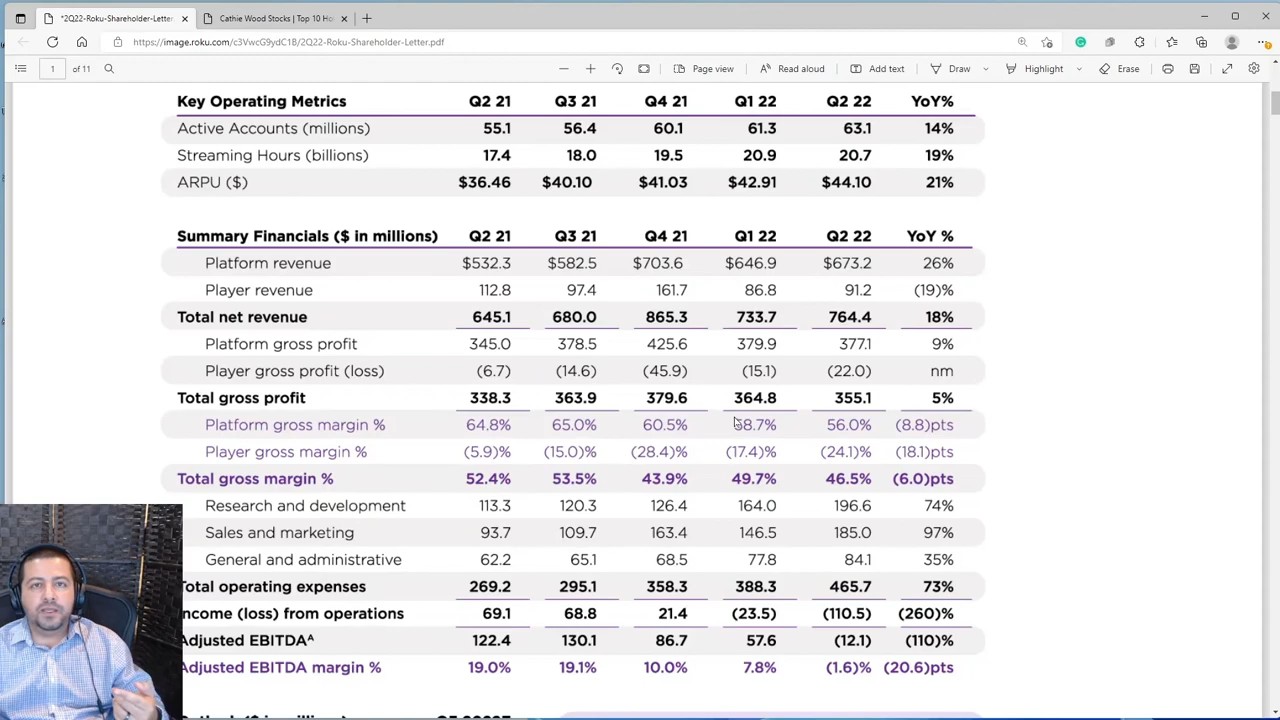 *2Q22-Roku-Shareholder-Letter
Cathie Wood Stocks | Top 10 Ho
https://image.roku.com/c3VwcG9ydC1B/2Q22-Roku-Shareholder-Letter.pdf
1 of 11 Page view Read aloud Add text Draw Highlight Erase
Key Operating Metrics Q2 21 Q3 21 Q4 21 Q1 22 Q2 22 YoY%
Active Accounts (millions) 55.1 56.4 60.1 61.3 63.1 14%
Streaming Hours (billions) 17.4 18.0 19.5 20.9 20.7 19%
ARPU ($) $36.46 $40.10 $41.03 $42.91 $44.10 21%
Summary Financials ($ in millions) Q2 21 Q3 21 Q4 21 Q1 22 Q2 22 YoY %
Platform revenue $532.3 $582.5 $703.6 $646.9 $673.2 26%
Player revenue 112.8 97.4 161.7 86.8 91.2 (19)%
Total net revenue 645.1 680.0 865.3 733.7 764.4 18%
Platform gross profit 345.0 378.5 425.6 379.9 377.1 9%
Player gross profit (loss) (6.7) (14.6) (45.9) (15.1) (22.0) nm
Total gross profit 338.3 363.9 379.6 364.8 355.1 5%
Platform gross margin % 64.8% 65.0% 60.5% 58.7% 56.0% (8.8)pts
Player gross margin % (5.9)% (15.0)% (28.4)% (17.4)% (24.1)% (18.1)pts
Total gross margin % 52.4% 53.5% 43.9% 49.7% 46.5% (6.0)pts
Research and development 113.3 120.3 126.4 164.0 196.6 74%
Sales and marketing 93.7 109.7 163.4 146.5 185.0 97%
General and administrative 62.2 65.1 68.5 77.8 84.1 35%
Total operating expenses 269.2 295.1 358.3 388.3 465.7 73%
Income (loss) from operations 69.1 68.8 21.4 (23.5) (110.5) (260)%
Adjusted EBITDAᴬ 122.4 130.1 86.7 57.6 (12.1) (110)%
Adjusted EBITDA margin % 19.0% 19.1% 10.0% 7.8% (1.6)% (20.6)pts